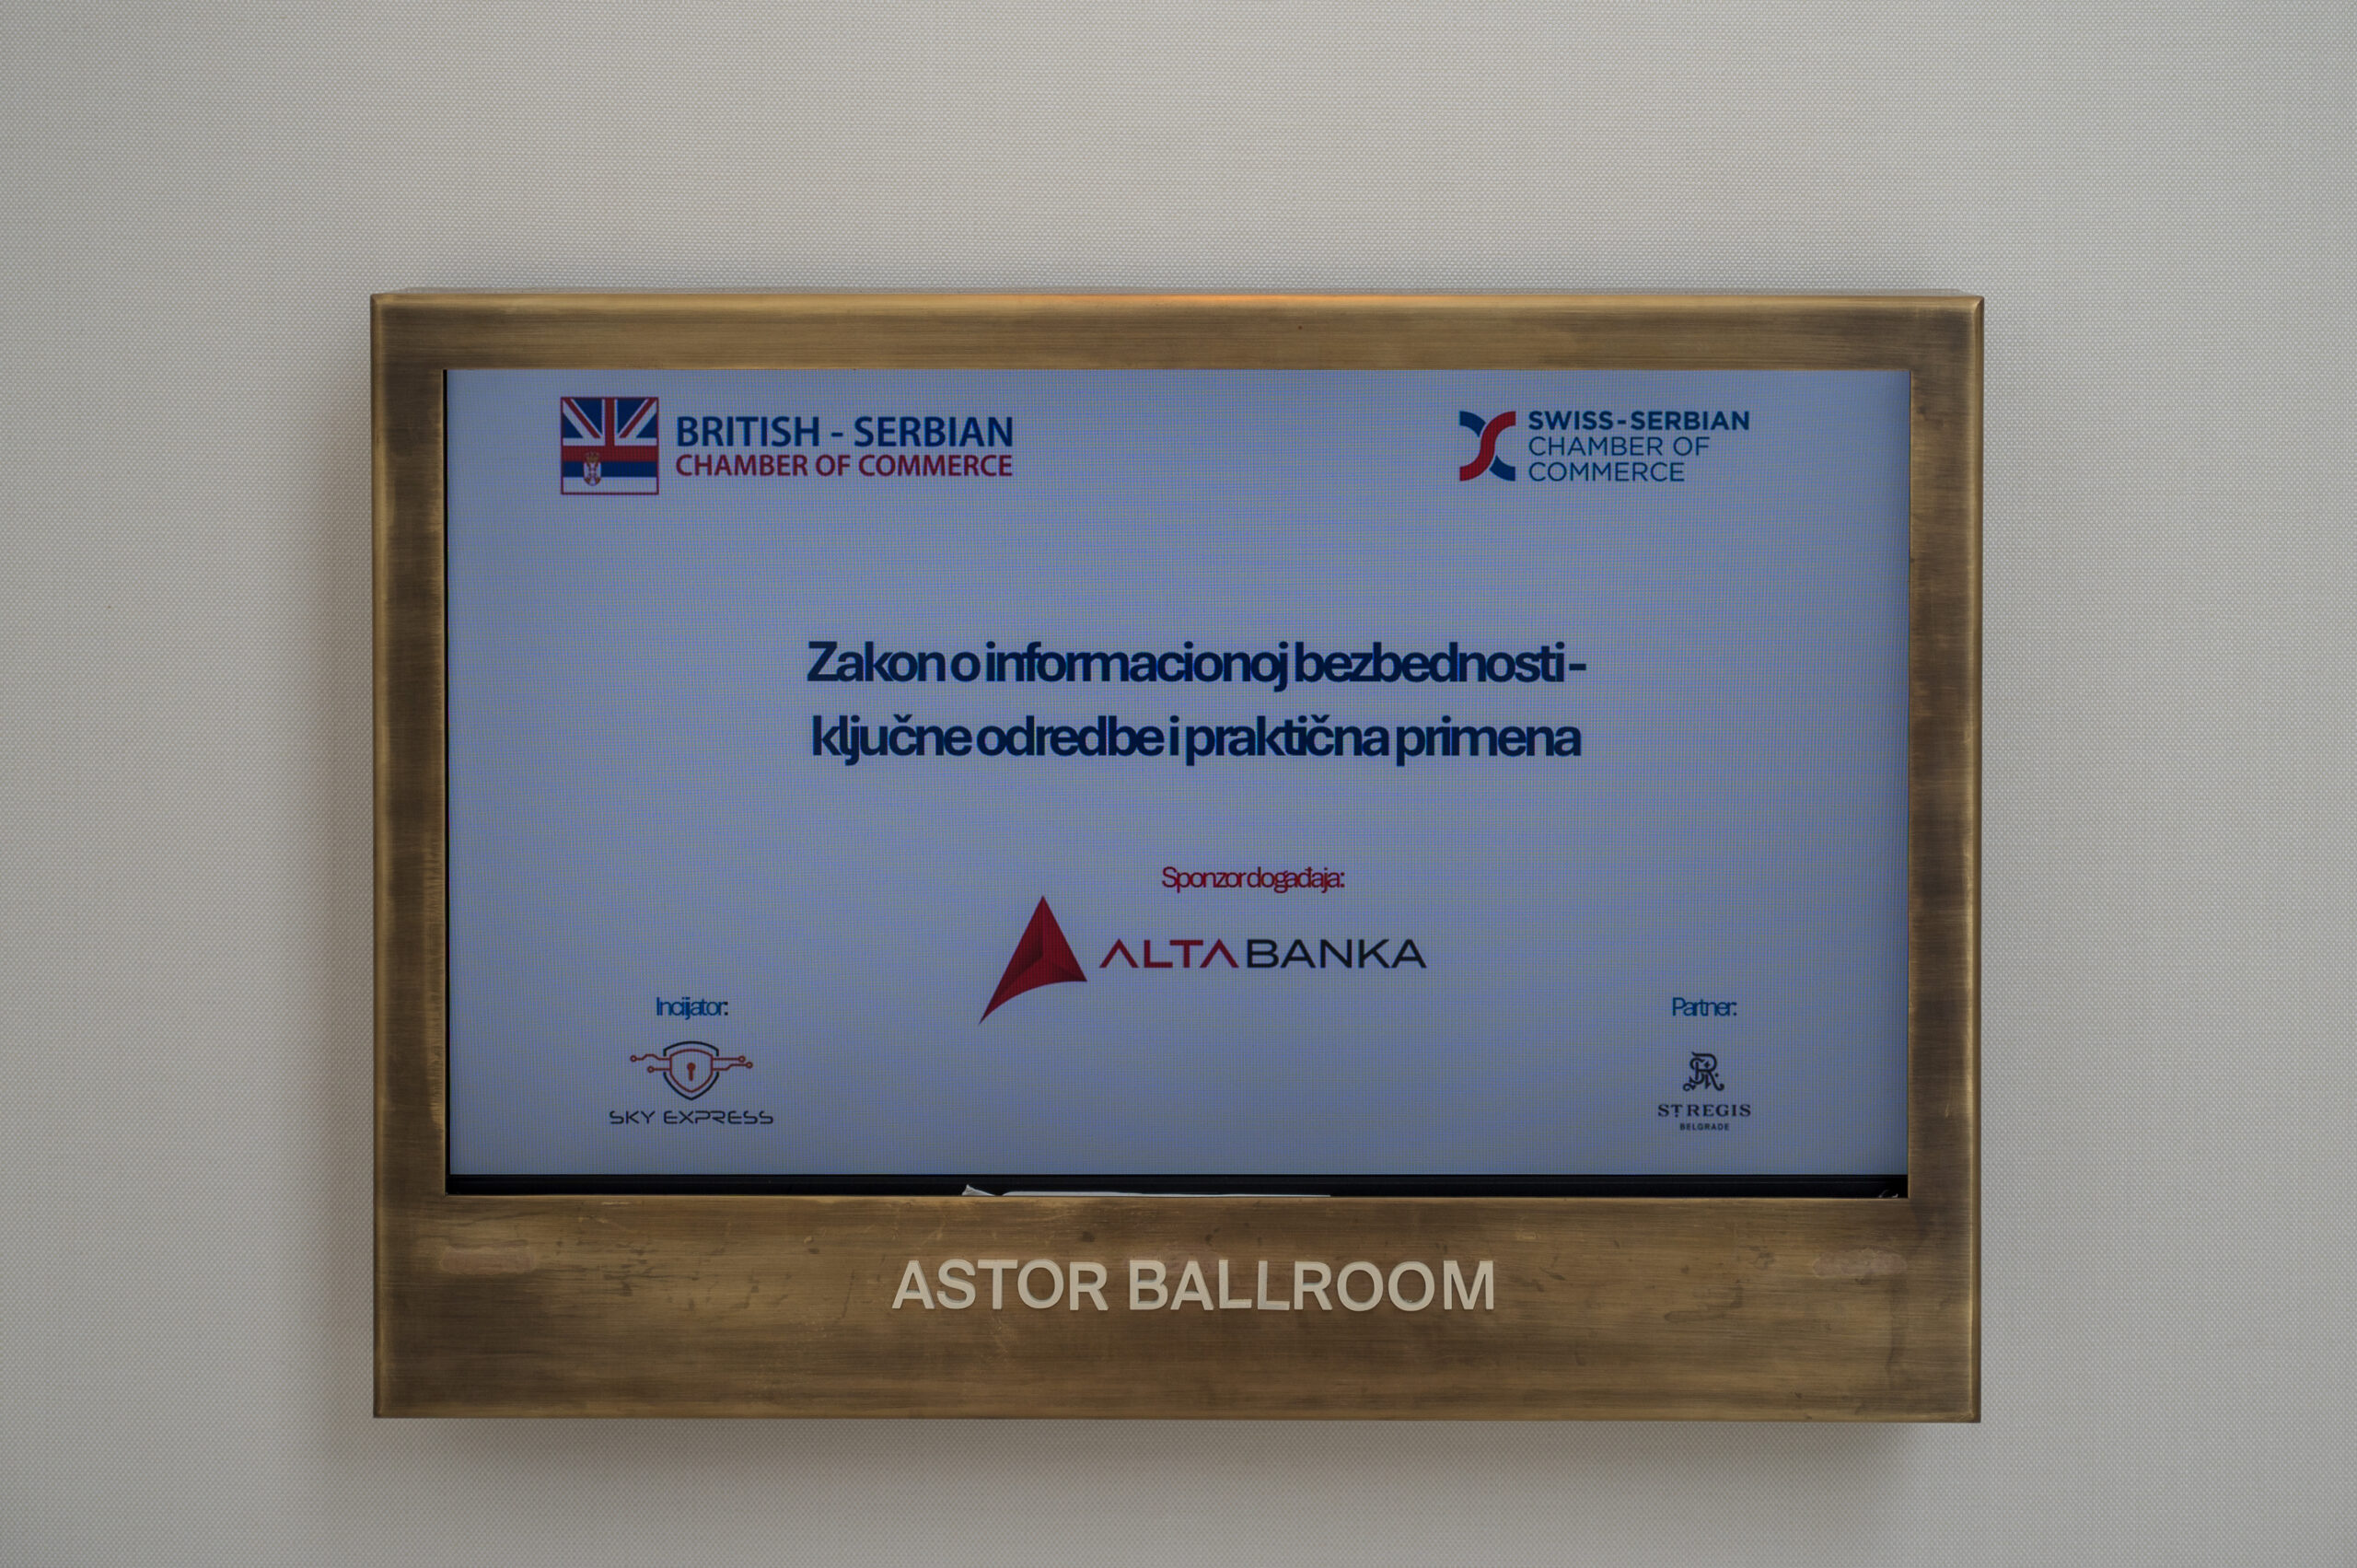 BRITISH - SERBIAN
CHAMBER OF COMMERCE
SWISS-SERBIAN
CHAMBER OF
COMMERCE
Zakon o informacionoj bezbednosti-
ključne odredbe i praktična primena
Sponzor događaja:
ALTA BANKA
Incijator:
SKY EXPRESS
Partner:
ST REGIS
BELGRADE
ASTOR BALLROOM